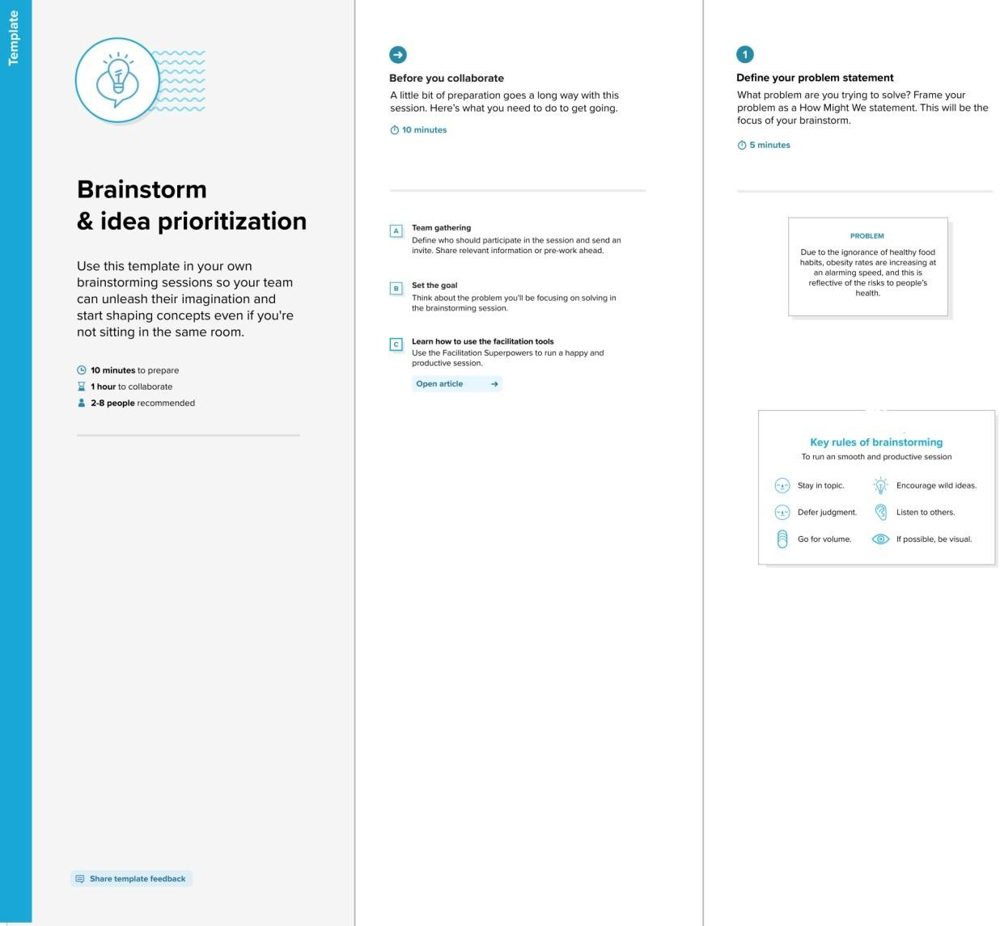 Template
Brainstorm
& idea prioritization
Use this template in your own
brainstorming sessions so your team
can unleash their imagination and
start shaping concepts even if you're
not sitting in the same room.
10 minutes to prepare
1 hour to collaborate
2-8 people recommended
Share template feedback
Before you collaborate
A little bit of preparation goes a long way with this
session. Here's what you need to do to get going.
10 minutes
A
Team gathering
Define who should participate in the session and send an
invite. Share relevant information or pre-work ahead.
B
Set the goal
Think about the problem you'll be focusing on solving in
the brainstorming session.
C
Learn how to use the facilitation tools
Use the Facilitation Superpowers to run a happy and
productive session.
Open article
1
Define your problem statement
What problem are you trying to solve? Frame your
problem as a How Might We statement. This will be the
focus of your brainstorm.
5 minutes
PROBLEM
Due to the ignorance of healthy food
habits, obesity rates are increasing at
an alarming speed, and this is
reflective of the risks to people's
health.
Key rules of brainstorming
To run an smooth and productive session
Stay in topic.
Encourage wild ideas.
Defer judgment.
Listen to others.
Go for volume.
If possible, be visual.